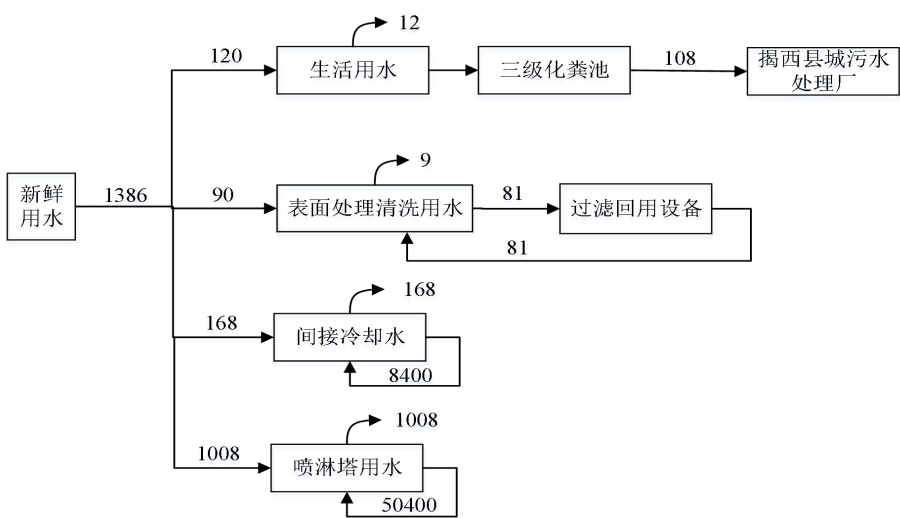 12
120
生活用水
三级化粪池
108
揭西县城污水
处理厂
新鲜
用水
1386
9
90
表面处理清洗用水
81
过滤回用设备
81
168
168
间接冷却水
8400
1008
1008
喷淋塔用水
50400